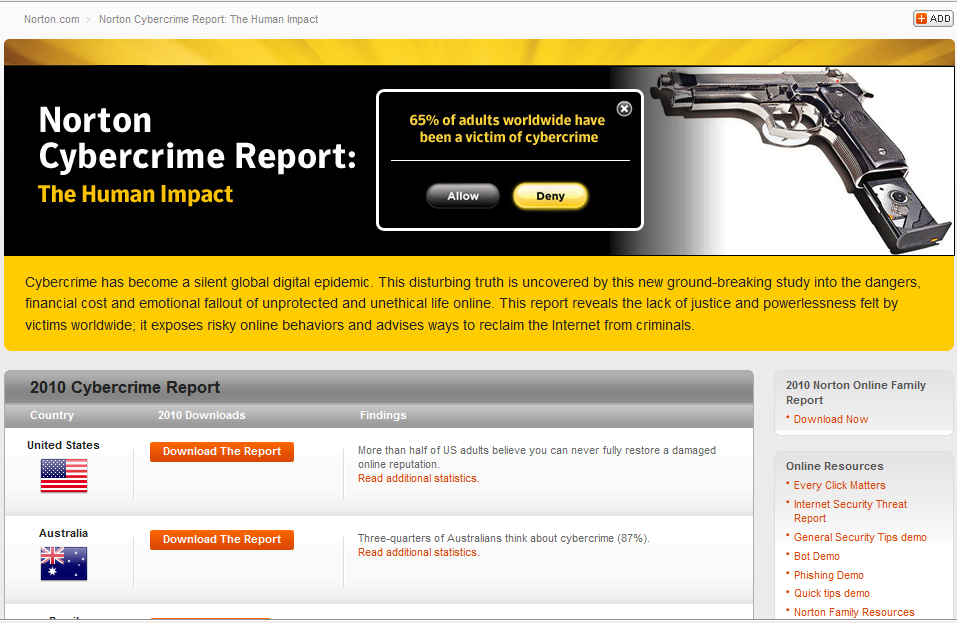 Norton.com > Norton Cybercrime Report: The Human Impact
ADD
Norton
Cybercrime Report:
The Human Impact
65% of adults worldwide have
been a victim of cybercrime
Allow Deny
Cybercrime has become a silent global digital epidemic. This disturbing truth is uncovered by this new ground-breaking study into the dangers,
financial cost and emotional fallout of unprotected and unethical life online. This report reveals the lack of justice and powerlessness felt by
victims worldwide; it exposes risky online behaviors and advises ways to reclaim the Internet from criminals.
2010 Cybercrime Report
Country 2010 Downloads Findings
United States
Download The Report
More than half of US adults believe you can never fully restore a damaged
online reputation.
Read additional statistics.
Australia
Download The Report
Three-quarters of Australians think about cybercrime (87%).
Read additional statistics.
2010 Norton Online Family
Report
• Download Now
Online Resources
• Every Click Matters
• Internet Security Threat
Report
• General Security Tips demo
• Bot Demo
• Phishing Demo
• Quick tips demo
• Norton Family Resources